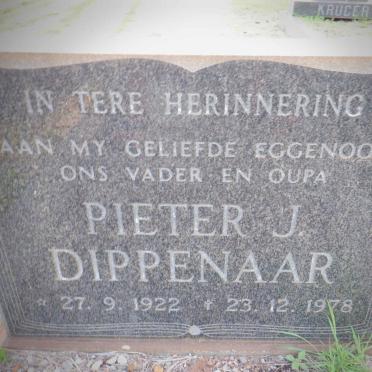 KRUGER
IN TERE HERINNERING
AAN MY GELIEFDE EGGENOO
ONS VADER EN OUPA
PIETER J.
DIPPENAAR
* 27. 9. 1922 † 23. 12. 1978